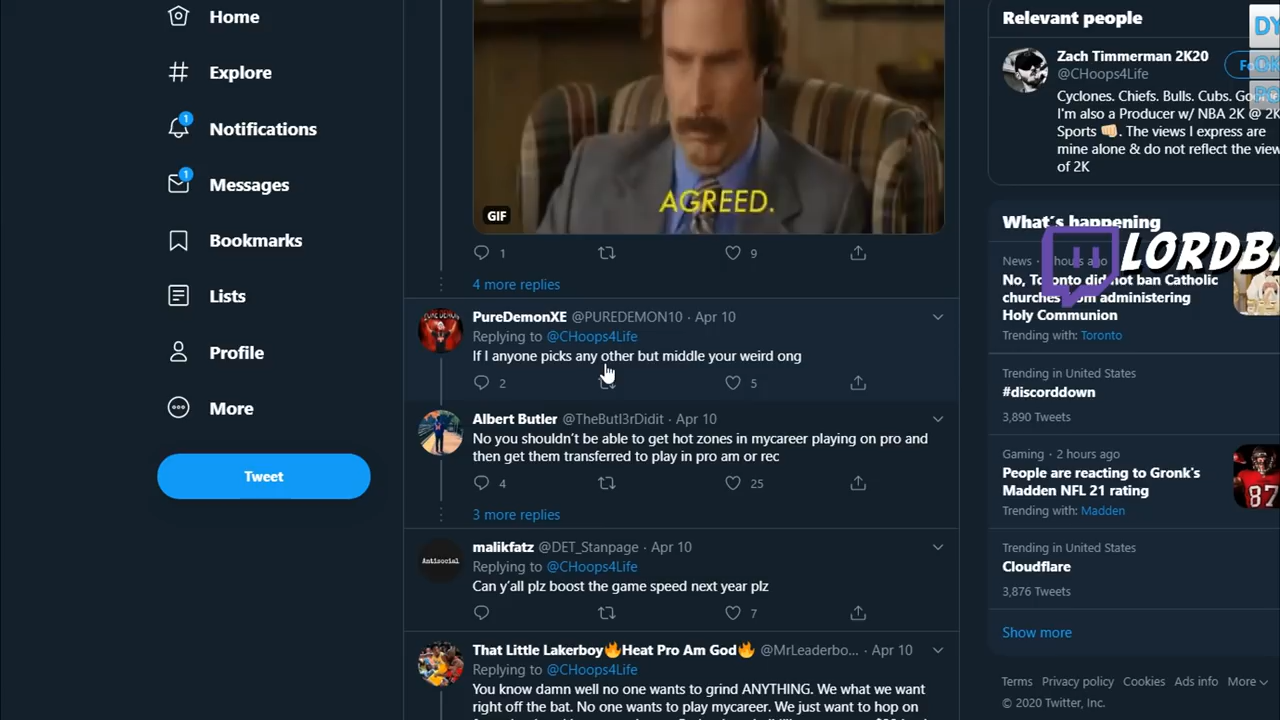 Home
Explore
1
Notifications
1
Messages
Bookmarks
Lists
Profile
More
Tweet
AGREED.
GIF
1
9
4 more replies
PureDemonXE @PUREDEMON10 · Apr 10
Replying to @CHoops4Life
If I anyone picks any other but middle your weird ong
2
5
Albert Butler @TheButl3rDidit · Apr 10
No you shouldn't be able to get hot zones in mycareer playing on pro and
then get them transferred to play in pro am or rec
4
25
3 more replies
Antisocial
malikfatz @DET_Stanpage · Apr 10
Replying to @CHoops4Life
Can y'all plz boost the game speed next year plz
7
That Little Lakerboy🔥Heat Pro Am God🔥 @MrLeaderbo... · Apr 10
Replying to @CHoops4Life
You know damn well no one wants to grind ANYTHING. We what we want
right off the bat. No one wants to play mycareer. We just want to hop on
Relevant people
Zach Timmerman 2K20
@CHoops4Life
Cyclones. Chiefs. Bulls. Cubs.
I'm also a Producer w/ NBA 2K @ 2K
Sports 👊🏼. The views I express are
mine alone & do not reflect the view
of 2K
What's happening
LORDBA
News · hours ago
No, Toronto did not ban Catholic
churches from administering
Holy Communion
Trending with: Toronto
Trending in United States
#discorddown
3,890 Tweets
Gaming · 2 hours ago
People are reacting to Gronk's
Madden NFL 21 rating
Trending with: Madden
87
Trending in United States
Cloudflare
3,876 Tweets
Show more
Terms Privacy policy Cookies Ads info More
© 2020 Twitter, Inc.